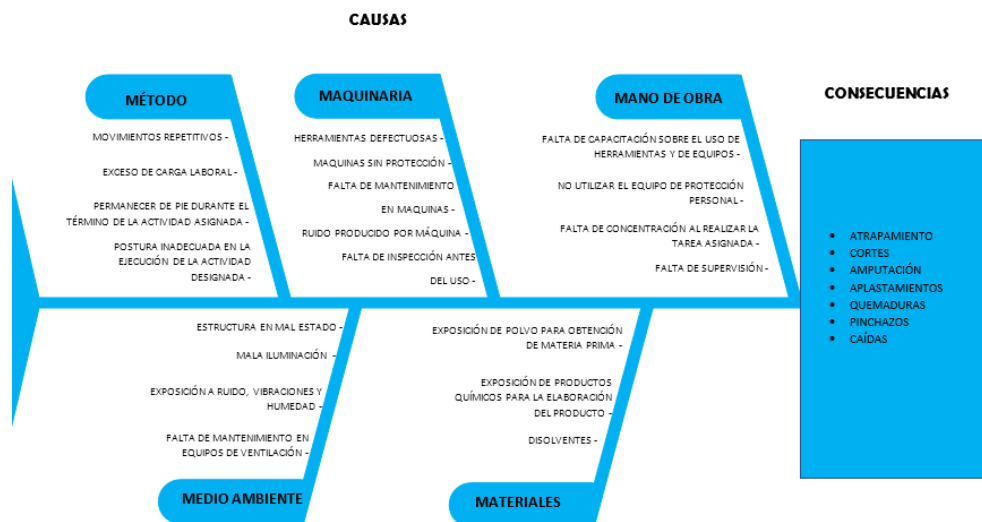 CAUSAS
MÉTODO
MOVIMIENTOS REPETITIVOS -
EXCESO DE CARGA LABORAL -
PERMANECER DE PIE DURANTE EL
TÉRMINO DE LA ACTIVIDAD ASIGNADA -
POSTURA INADECUADA EN LA
EJECUCIÓN DE LA ACTIVIDAD
DESIGNADA -
MAQUINARIA
HERRAMIENTAS DEFECTUOSAS -
MAQUINAS SIN PROTECCIÓN -
FALTA DE MANTENIMIENTO
EN MAQUINAS -
RUIDO PRODUCIDO POR MÁQUINA -
FALTA DE INSPECCIÓN ANTES
DEL USO -
MANO DE OBRA
FALTA DE CAPACITACIÓN SOBRE EL USO DE
HERRAMIENTAS Y DE EQUIPOS -
NO UTILIZAR EL EQUIPO DE PROTECCIÓN
PERSONAL -
FALTA DE CONCENTRACIÓN AL REALIZAR LA
TAREA ASIGNADA -
FALTA DE SUPERVISIÓN -
CONSECUENCIAS
• ATRAPAMIENTO
• CORTES
• AMPUTACIÓN
• APLASTAMIENTOS
• QUEMADURAS
• PINCHAZOS
• CAÍDAS
ESTRUCTURA EN MAL ESTADO -
MALA ILUMINACIÓN -
EXPOSICIÓN A RUIDO, VIBRACIONES Y
HUMEDAD -
FALTA DE MANTENIMIENTO EN
EQUIPOS DE VENTILACIÓN -
MEDIO AMBIENTE
EXPOSICIÓN DE POLVO PARA OBTENCIÓN
DE MATERIA PRIMA -
EXPOSICIÓN DE PRODUCTOS
QUÍMICOS PARA LA ELABORACIÓN
DEL PRODUCTO -
DISOLVENTES -
MATERIALES